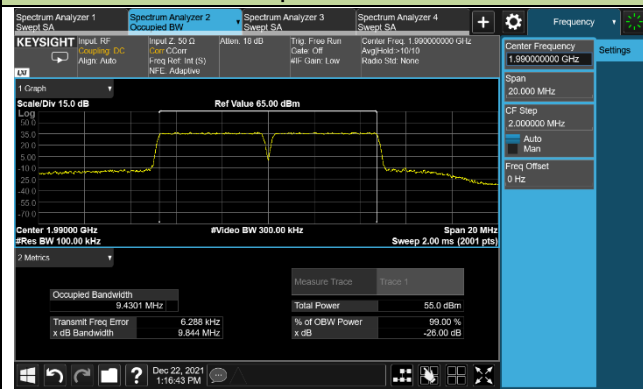 Spectrum Analyzer 1
Swept SA
Spectrum Analyzer 2
Occupied BW
Spectrum Analyzer 3
Swept SA
Spectrum Analyzer 4
Swept SA
+
Frequency
KEYSIGHT
Input: RF
Coupling: DC
Align: Auto
Input Z: 50 Ω
Corr CCorr
Freq Ref: Int (S)
NFE: Adaptive
Atten: 18 dB
Trig: Free Run
Gate: Off
#IF Gain: Low
Center Freq: 1.990000000 GHz
Avg|Hold:>10/10
Radio Std: None
LXI
Center Frequency
1.990000000 GHz
Settings
Span
20.000 MHz
CF Step
2.000000 MHz
Auto
Man
Freq Offset
0 Hz
1 Graph
Scale/Div 15.0 dB
Ref Value 65.00 dBm
Log
50.0
35.0
20.0
5.00
-10.0
-25.0
-40.0
-55.0
-70.0
Center 1.99000 GHz
#Video BW 300.00 kHz
Span 20 MHz
#Res BW 100.00 kHz
Sweep 2.00 ms (2001 pts)
2 Metrics
Measure Trace
Trace 1
Occupied Bandwidth
9.4301 MHz
Total Power
55.0 dBm
Transmit Freq Error
6.288 kHz
% of OBW Power
99.00 %
x dB Bandwidth
9.844 MHz
x dB
-26.00 dB
?
Dec 22, 2021
1:16:43 PM